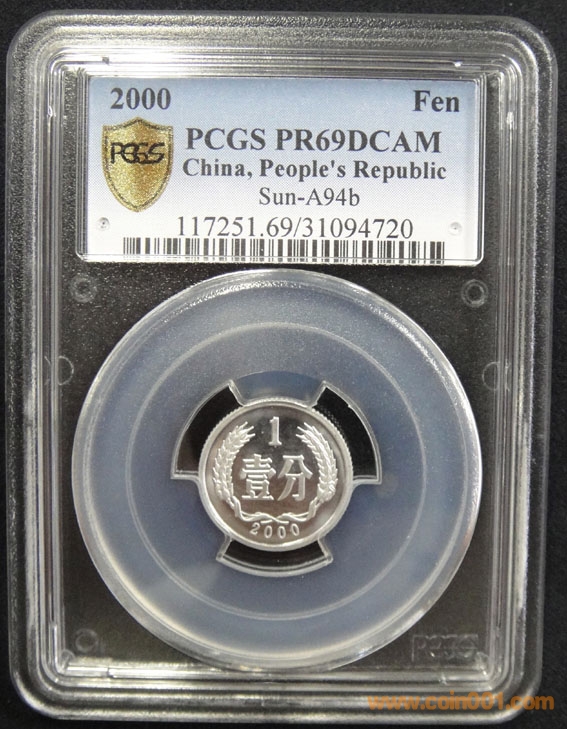 2000 Fen
PCGS
PCGS PR69DCAM
China, People's Republic
Sun-A94b
117251.69/31094720
1
壹分
2000
PCGS
www.coin001.com